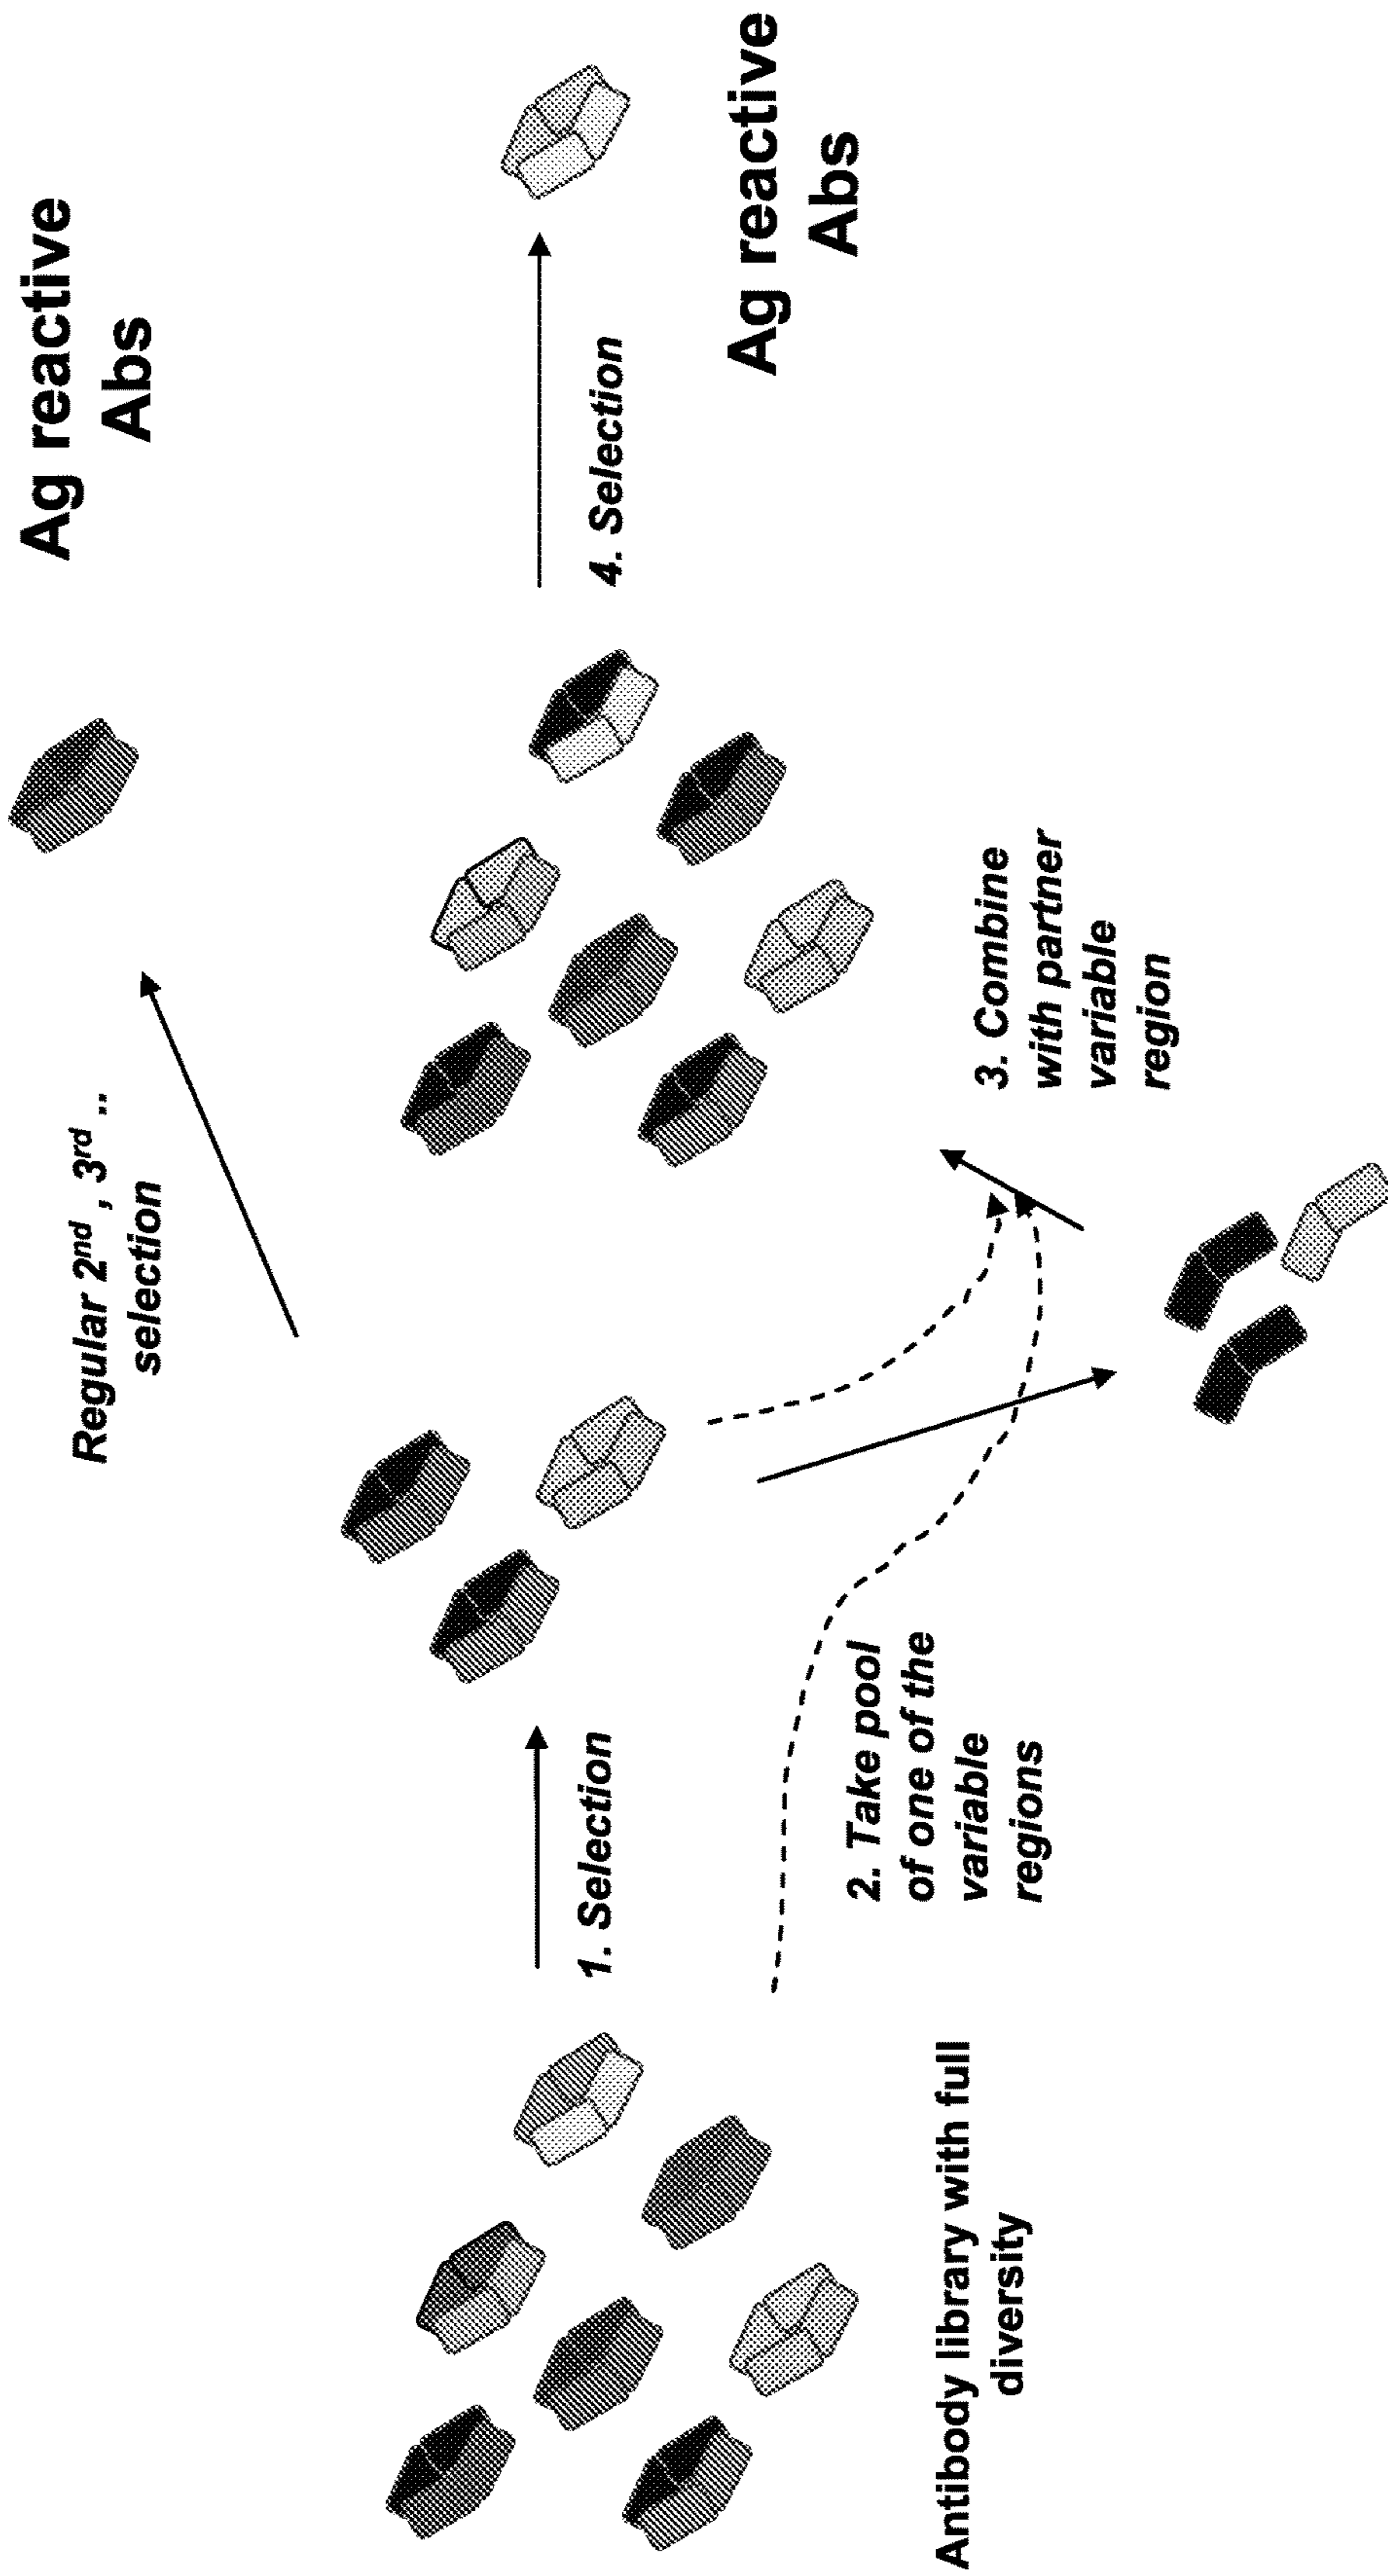 Antibody library with full
diversity
1. Selection
2. Take pool
of one of the
variable
regions
Regular 2nd, 3rd ..
selection
3. Combine
with partner
variable
region
4. Selection
Ag reactive
Abs
Ag reactive
Abs